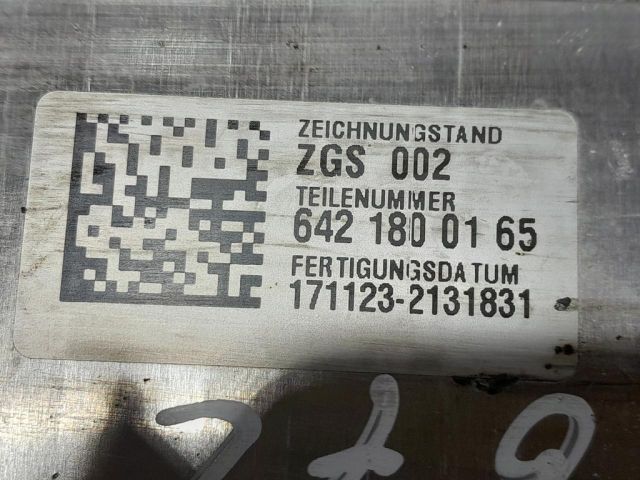 ZEICHNUNGSTAND
ZGS 002
TEILENUMMER
642 180 01 65
FERTIGUNGSDATUM
171123-2131831